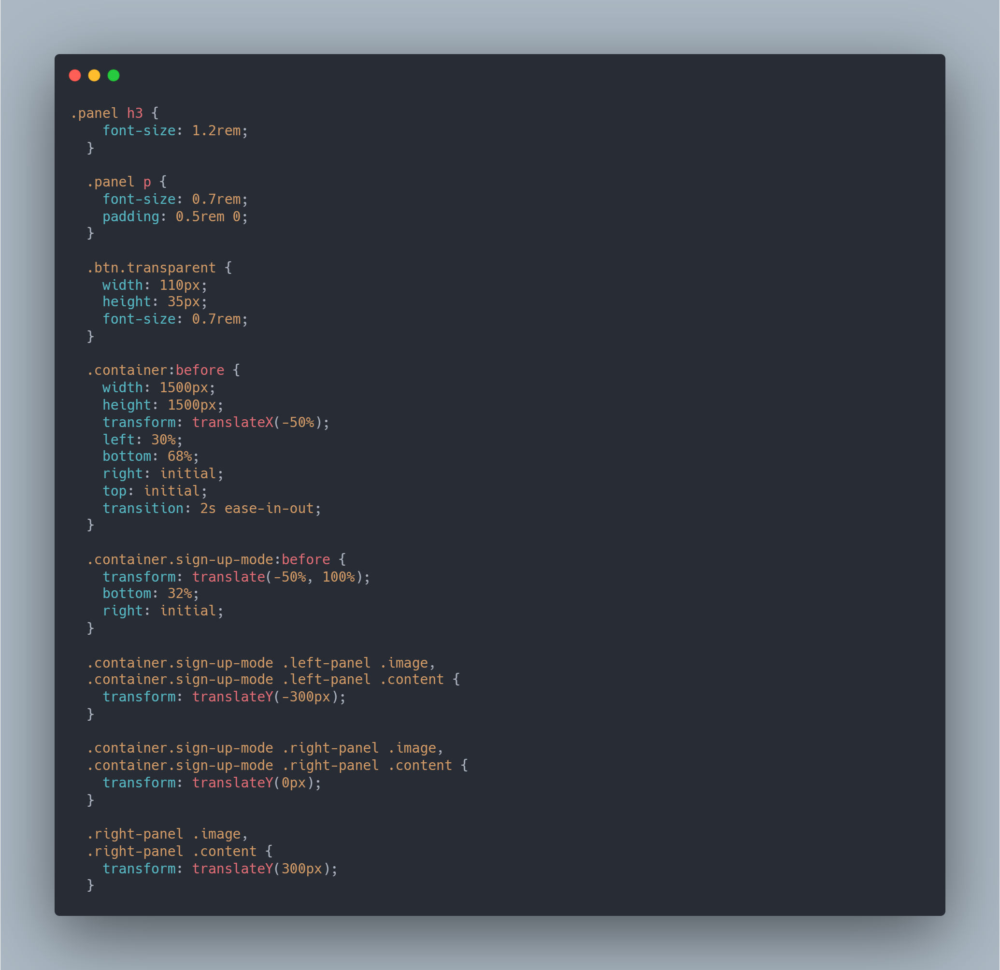 .panel h3 {
    font-size: 1.2rem;
  }

  .panel p {
    font-size: 0.7rem;
    padding: 0.5rem 0;
  }

  .btn.transparent {
    width: 110px;
    height: 35px;
    font-size: 0.7rem;
  }

  .container:before {
    width: 1500px;
    height: 1500px;
    transform: translateX(-50%);
    left: 30%;
    bottom: 68%;
    right: initial;
    top: initial;
    transition: 2s ease-in-out;
  }

  .container.sign-up-mode:before {
    transform: translate(-50%, 100%);
    bottom: 32%;
    right: initial;
  }

  .container.sign-up-mode .left-panel .image,
  .container.sign-up-mode .left-panel .content {
    transform: translateY(-300px);
  }

  .container.sign-up-mode .right-panel .image,
  .container.sign-up-mode .right-panel .content {
    transform: translateY(0px);
  }

  .right-panel .image,
  .right-panel .content {
    transform: translateY(300px);
  }